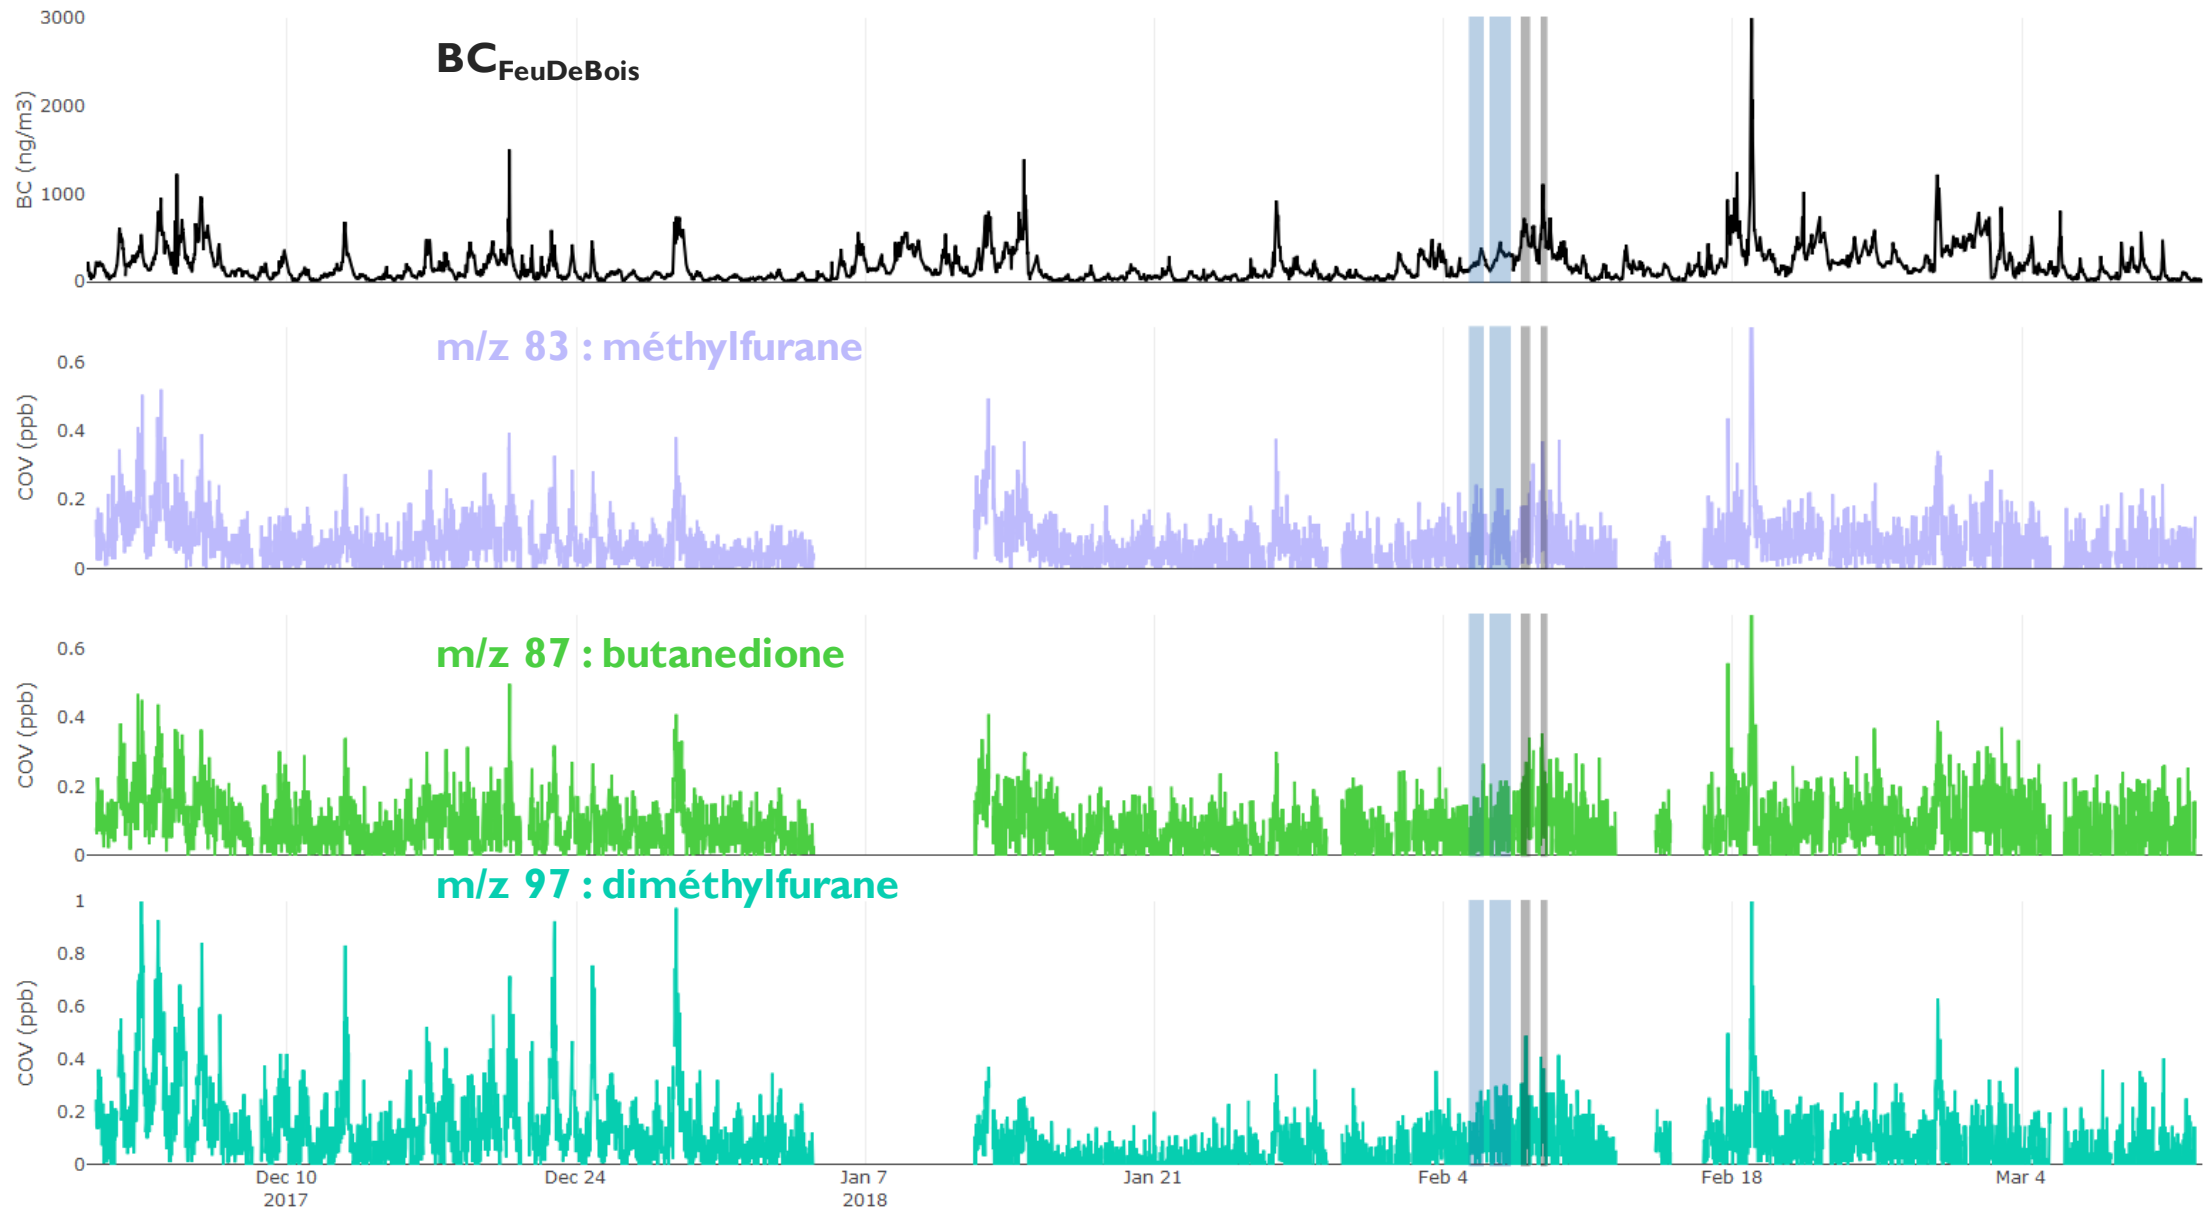 BCFeuDeBois
BC (ng/m3)
3000
2000
1000
0
m/z 83 : méthylfurane
COV (ppb)
0.6
0.4
0.2
0
m/z 87 : butanedione
COV (ppb)
0.6
0.4
0.2
0
m/z 97 : diméthylfurane
COV (ppb)
1
0.8
0.6
0.4
0.2
0
Dec 10
2017
Dec 24
Jan 7
2018
Jan 21
Feb 4
Feb 18
Mar 4